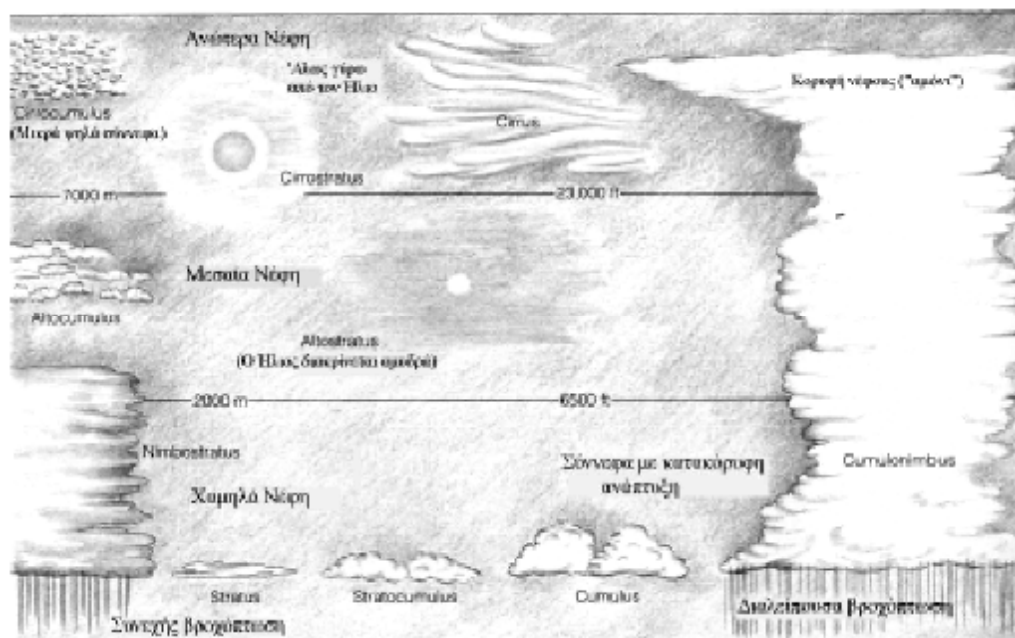 Ανώτερα Νέφη
Άλως γύρω
από τον Ήλιο
Κορυφή νέφους ("αμόνι")
Cirrocumulus
(Μικρά ψηλά σύννεφα)
Cirrus
Cirrostratus
7000 m
23,000 ft
Μεσαία Νέφη
Altocumulus
Altostratus
(Ο Ήλιος διακρίνεται αμυδρά)
2000 m
6500 ft
Nimbostratus
Σύννεφα με κατακόρυφη
ανάπτυξη
Cumulonimbus
Χαμηλά Νέφη
Stratus
Stratocumulus
Cumulus
Διαλείπουσα βροχόπτωση
Συνεχής βροχόπτωση